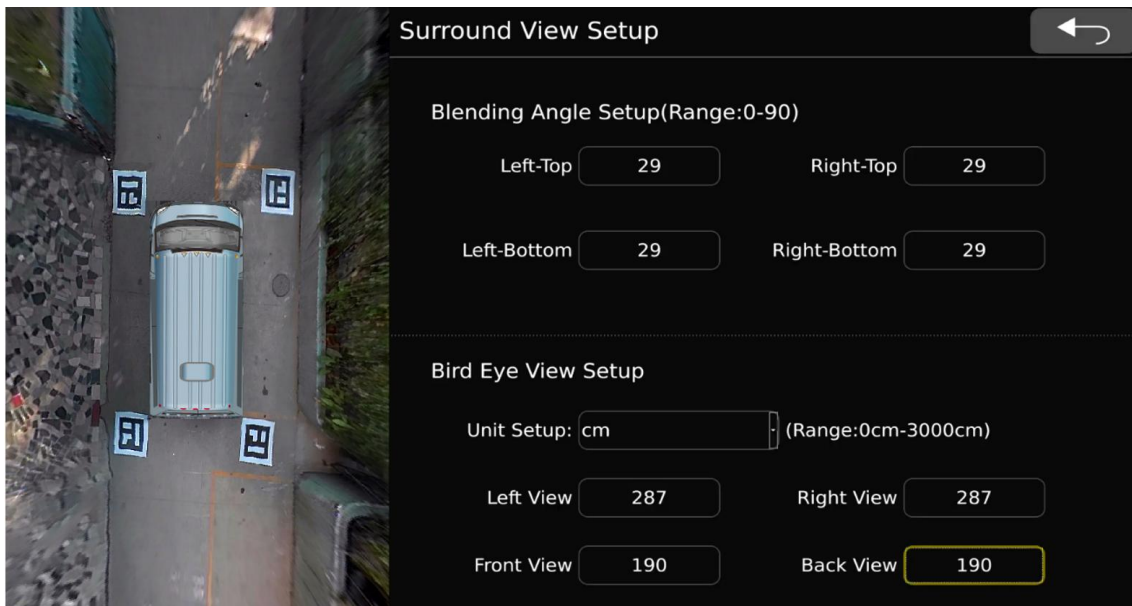 Surround View Setup
Blending Angle Setup(Range:0-90)
Left-Top 29 Right-Top 29
Left-Bottom 29 Right-Bottom 29
Bird Eye View Setup
Unit Setup: cm (Range:0cm-3000cm)
Left View 287 Right View 287
Front View 190 Back View 190